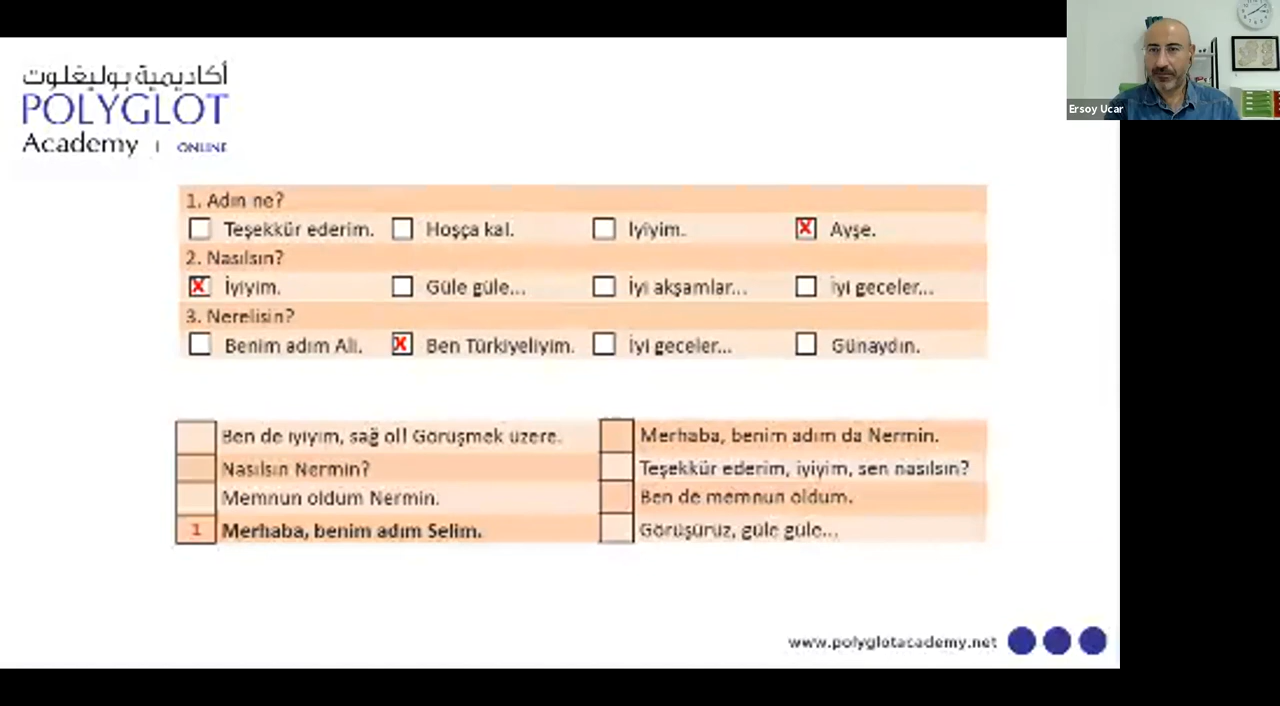 أكاديمية بوليغلوت
POLYGLOT
Academy | ONLINE
Ersoy Ucar
1. Adın ne?
Teşekkür ederim. Hoşça kal. İyiyim. X Ayşe.
2. Nasılsın?
X İyiyim. Güle güle... İyi akşamlar... İyi geceler...
3. Nerelisin?
Benim adım Ali. X Ben Türkiyeliyim. İyi geceler... Günaydın.
Ben de iyiyim, sağ ol! Görüşmek üzere.
Nasılsın Nermin?
Memnun oldum Nermin.
1 Merhaba, benim adım Selim.
Merhaba, benim adım da Nermin.
Teşekkür ederim, iyiyim, sen nasılsın?
Ben de memnun oldum.
Görüşürüz, güle güle...
www.polyglotacademy.net